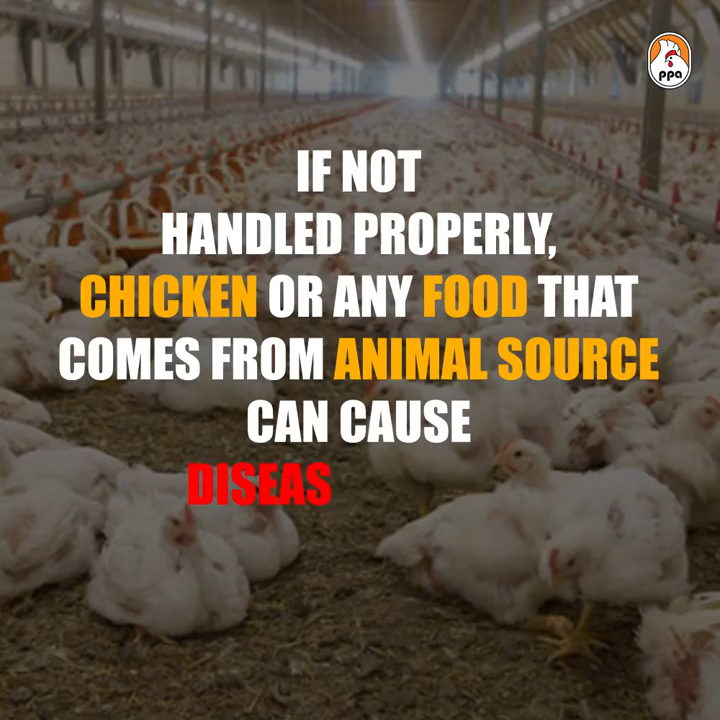 ppa
IF NOT
HANDLED PROPERLY,
CHICKEN OR ANY FOOD THAT
COMES FROM ANIMAL SOURCE
CAN CAUSE
DISEAS